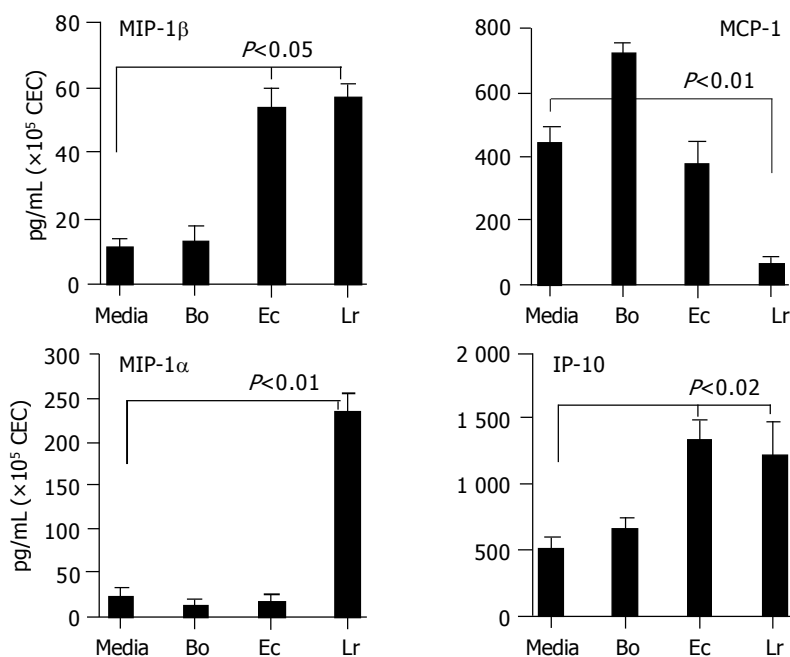 MIP-1β
P<0.05
pg/mL (×10⁵ CEC)
80
60
40
20
0
Media Bo Ec Lr
MCP-1
P<0.01
800
600
400
200
0
Media Bo Ec Lr
MIP-1α
P<0.01
pg/mL (×10⁵ CEC)
300
250
200
150
100
50
0
Media Bo Ec Lr
IP-10
P<0.02
2 000
1 500
1 000
500
0
Media Bo Ec Lr